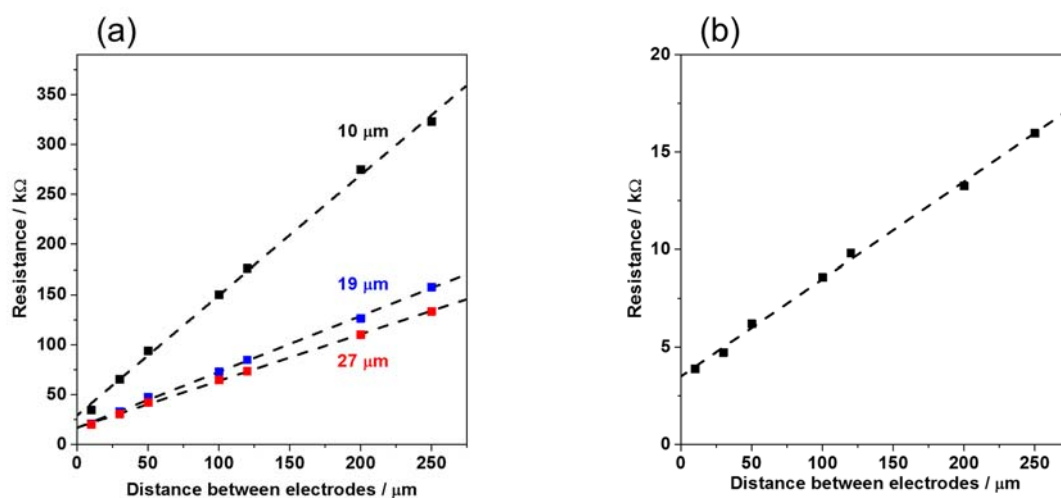 (a)
Resistance / kΩ
350
300
250
200
150
100
50
0
10 μm
19 μm
27 μm
0 50 100 150 200 250
Distance between electrodes / μm
(b)
Resistance / kΩ
20
15
10
5
0
0 50 100 150 200 250
Distance between electrodes / μm